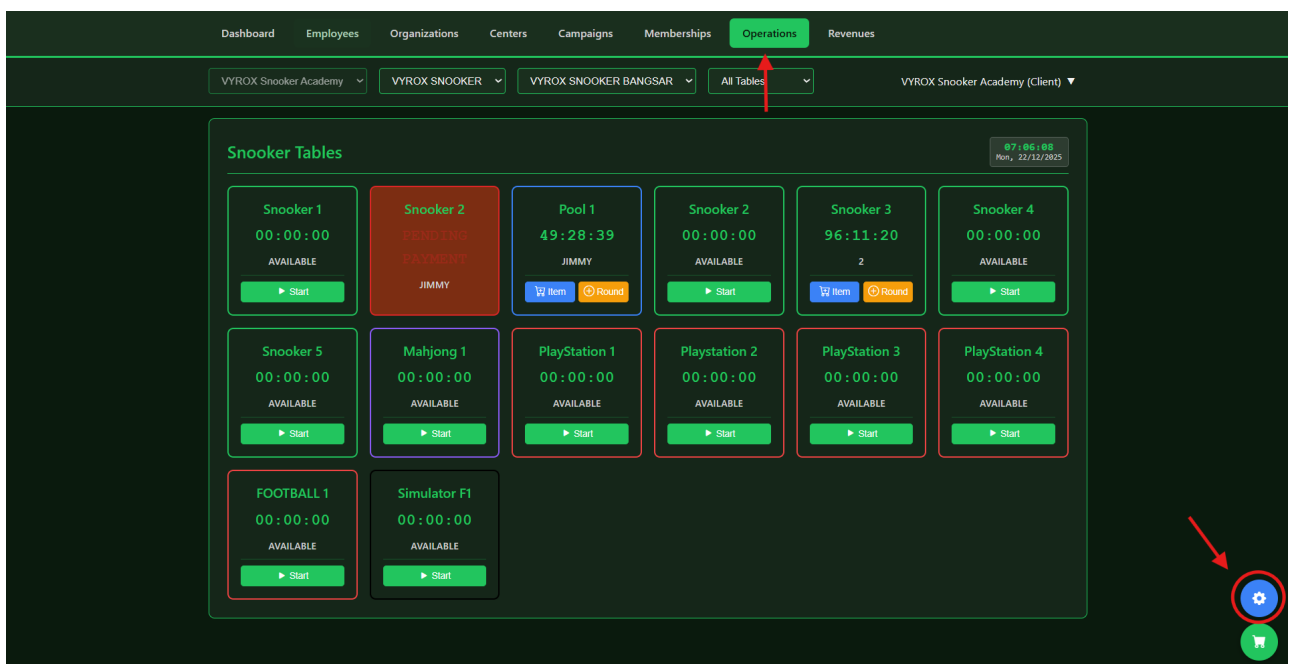 Dashboard Employees Organizations Centers Campaigns Memberships Operations Revenues
VYROX Snooker Academy VYROX SNOOKER VYROX SNOOKER BANGSAR All Tables VYROX Snooker Academy (Client) ▼
Snooker Tables
07:06:08
Mon, 22/12/2025
Snooker 1
00:00:00
AVAILABLE
Start
Snooker 2
PENDING
PAYMENT
JIMMY
Pool 1
49:28:39
JIMMY
Item Round
Snooker 2
00:00:00
AVAILABLE
Start
Snooker 3
96:11:20
2
Item Round
Snooker 4
00:00:00
AVAILABLE
Start
Snooker 5
00:00:00
AVAILABLE
Start
Mahjong 1
00:00:00
AVAILABLE
Start
PlayStation 1
00:00:00
AVAILABLE
Start
Playstation 2
00:00:00
AVAILABLE
Start
PlayStation 3
00:00:00
AVAILABLE
Start
PlayStation 4
00:00:00
AVAILABLE
Start
FOOTBALL 1
00:00:00
AVAILABLE
Start
Simulator F1
00:00:00
AVAILABLE
Start